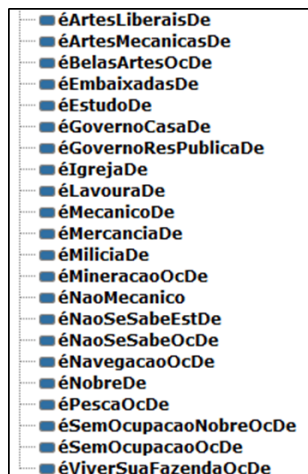 éArtesLiberaisDe
éArtesMecanicasDe
éBelasArtesOcDe
éEmbaixadasDe
éEstudoDe
éGovernoCasaDe
éGovernoResPublicaDe
éIgrejaDe
éLavouraDe
éMecanicoDe
éMercanciaDe
éMiliciaDe
éMineracaoOcDe
éNaoMecanico
éNaoSeSabeEstDe
éNaoSeSabeOcDe
éNavegacaoOcDe
éNobreDe
éPescaOcDe
éSemOcupacaoNobreOcDe
éSemOcupacaoOcDe
éViverSuaFazendaOcDe